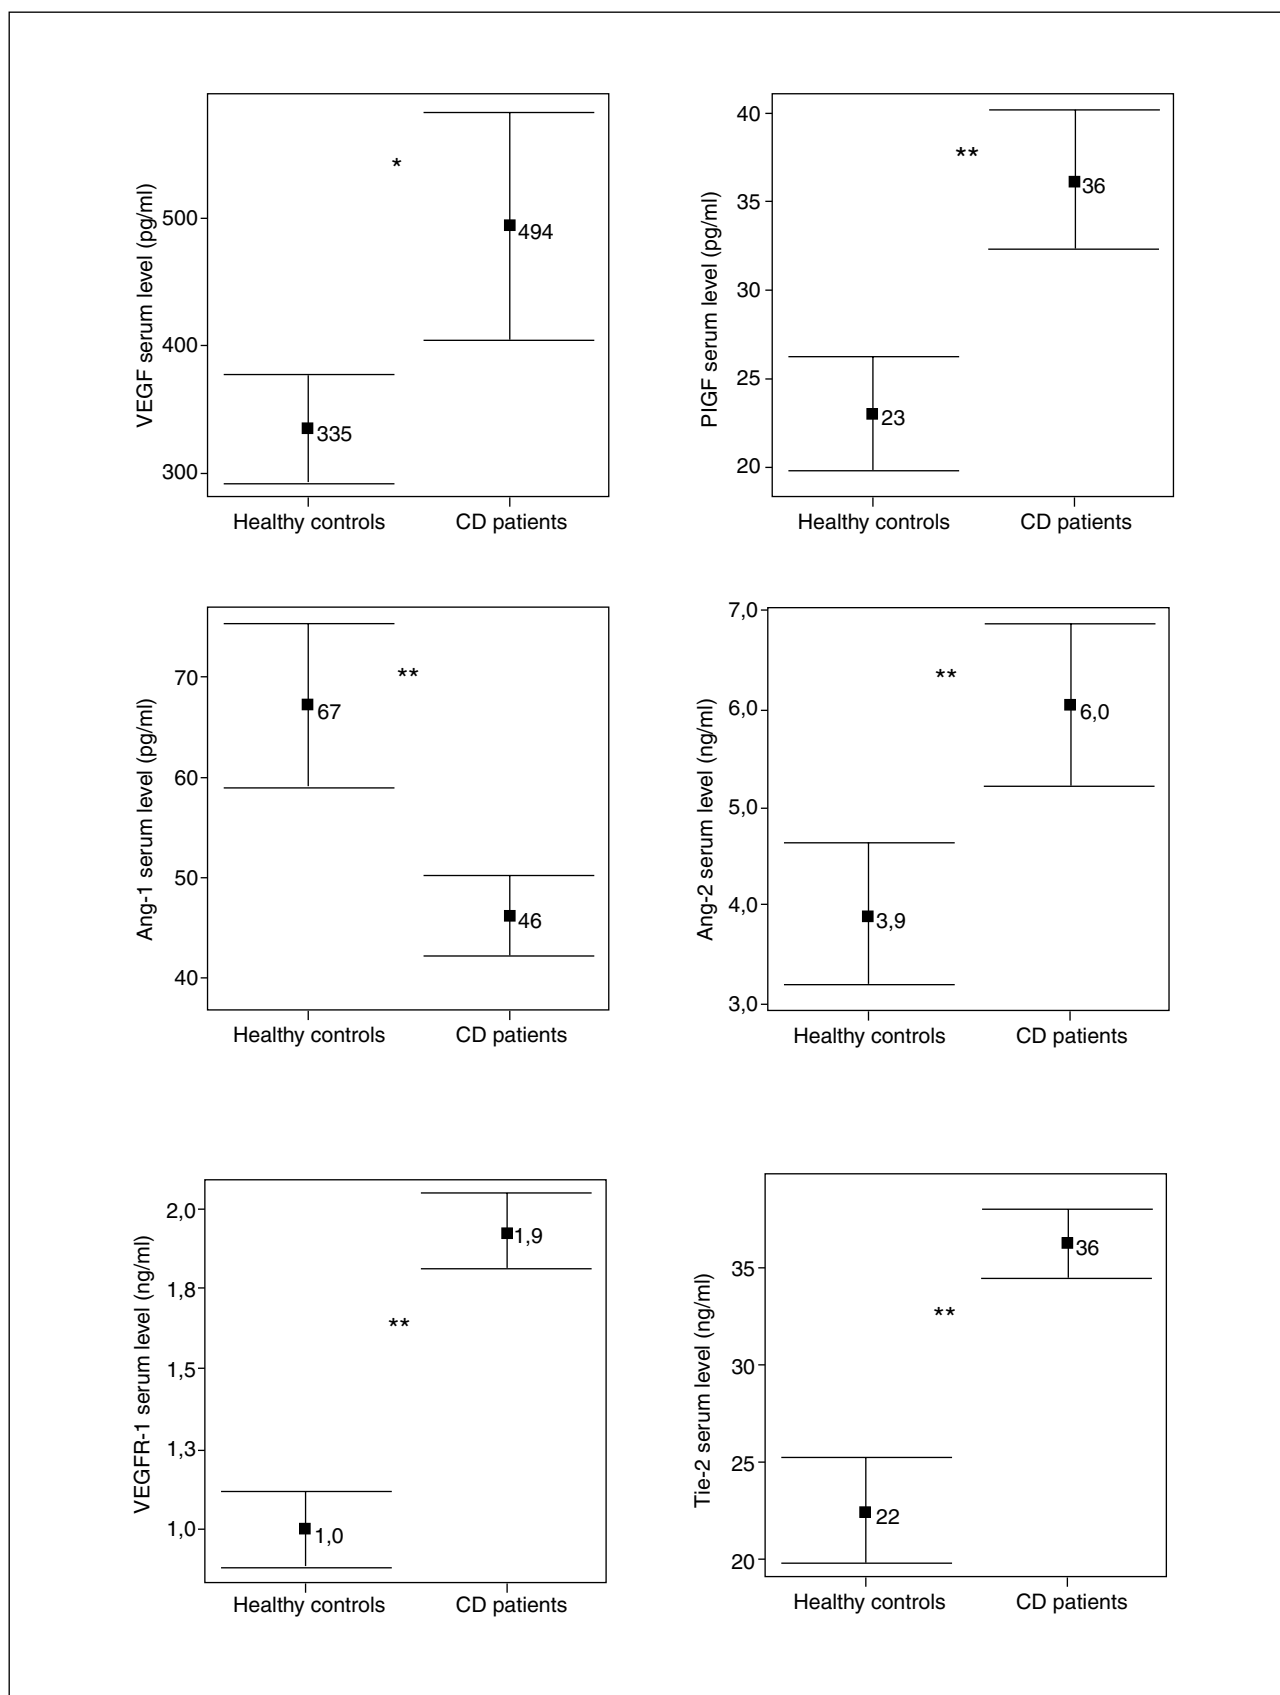 *
VEGF serum level (pg/ml)
500
400
300
494
335
Healthy controls
CD patients
**
PIGF serum level (pg/ml)
40
35
30
25
20
36
23
Healthy controls
CD patients
**
Ang-1 serum level (pg/ml)
70
60
50
40
67
46
Healthy controls
CD patients
**
Ang-2 serum level (ng/ml)
7,0
6,0
5,0
4,0
3,0
6,0
3,9
Healthy controls
CD patients
**
VEGFR-1 serum level (ng/ml)
2,0
1,8
1,5
1,3
1,0
1,9
1,0
Healthy controls
CD patients
**
Tie-2 serum level (ng/ml)
35
30
25
20
36
22
Healthy controls
CD patients